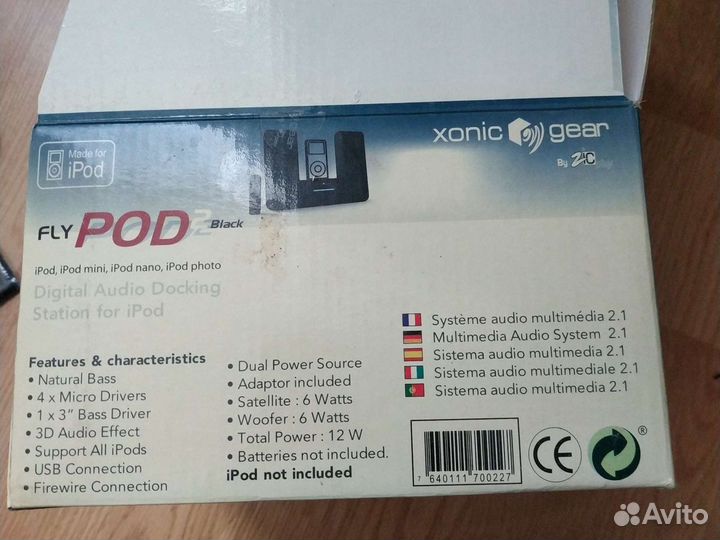 Made for
iPod
xonic gear
By
FLY POD² Black
iPod, iPod mini, iPod nano, iPod photo
Digital Audio Docking
Station for iPod
Features & characteristics
• Natural Bass
• 4 x Micro Drivers
• 1 x 3” Bass Driver
• 3D Audio Effect
• Support All iPods
• USB Connection
• Firewire Connection
• Dual Power Source
• Adaptor included
• Satellite : 6 Watts
• Woofer : 6 Watts
• Total Power : 12 W
• Batteries not included.
iPod not included
Système audio multimédia 2.1
Multimedia Audio System 2.1
Sistema audio multimedia 2.1
Sistema audio multimediale 2.1
Sistema audio multimedia 2.1
7 640111 700227
CE
®
Avito